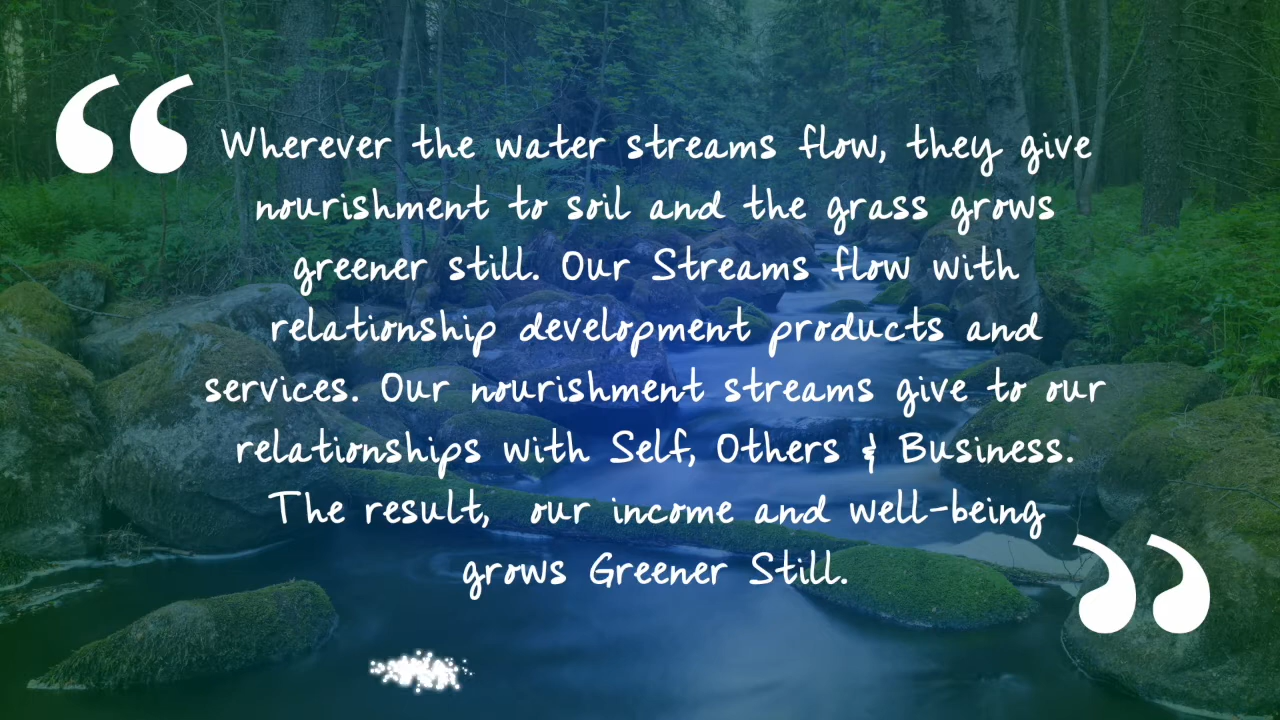 “Wherever the water streams flow, they give
nourishment to soil and the grass grows
greener still. Our Streams flow with
relationship development products and
services. Our nourishment streams give to our
relationships with Self, Others & Business.
The result,  our income and well-being
grows Greener Still.”